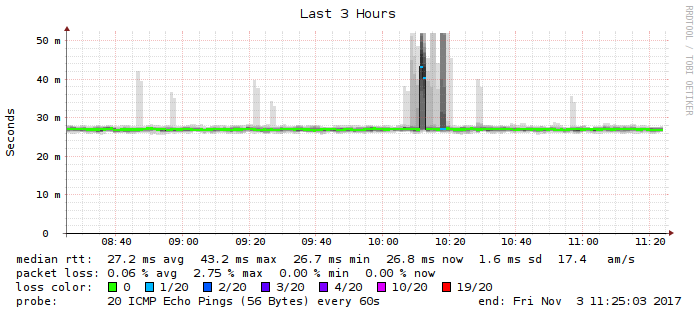 Last 3 Hours
RRDTOOL / TOBI OETIKER
Seconds
50 m
40 m
30 m
20 m
10 m
0
08:40 09:00 09:20 09:40 10:00 10:20 10:40 11:00 11:20
median rtt: 27.2 ms avg 43.2 ms max 26.7 ms min 26.8 ms now 1.6 ms sd 17.4 am/s
packet loss: 0.06 % avg 2.75 % max 0.00 % min 0.00 % now
loss color: 0 1/20 2/20 3/20 4/20 10/20 19/20
probe: 20 ICMP Echo Pings (56 Bytes) every 60s end: Fri Nov 3 11:25:03 2017